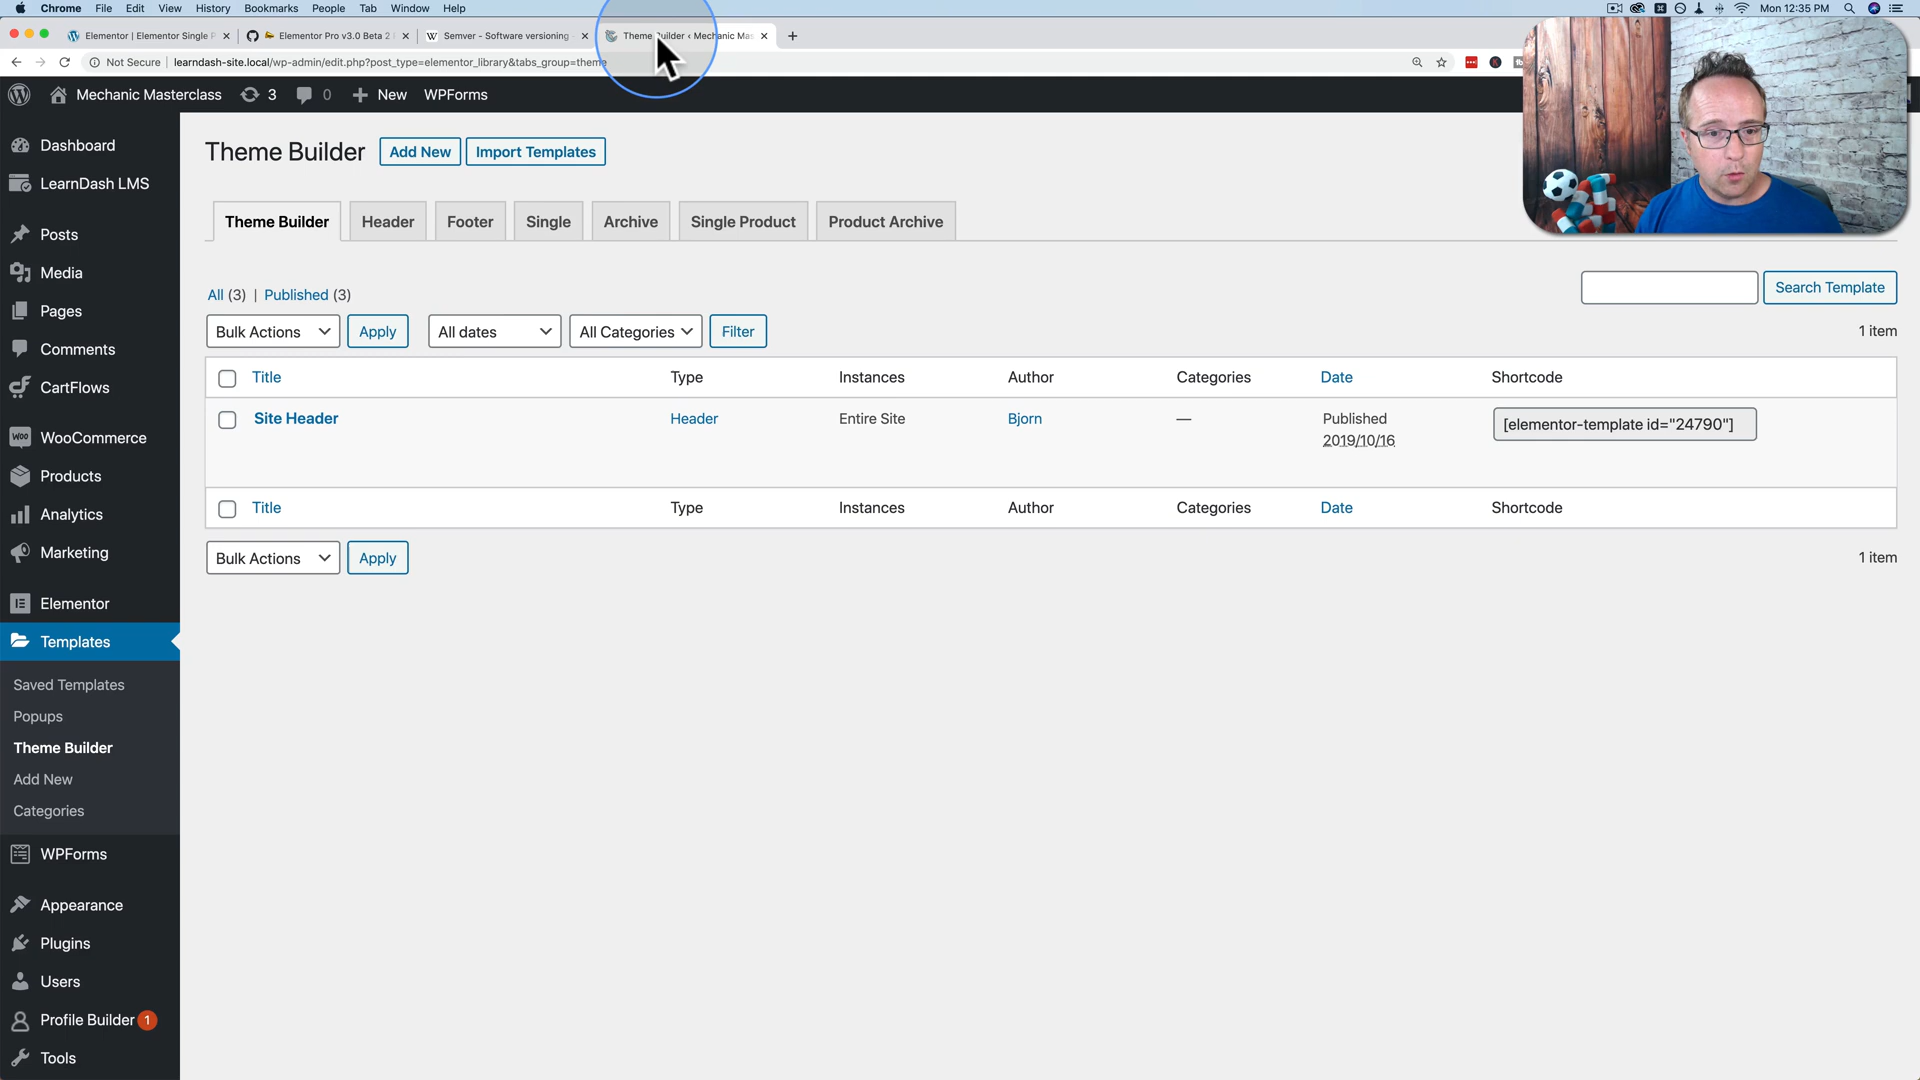 Chrome File Edit View History Bookmarks People Tab Window Help
Mon 12:35 PM
Elementor | Elementor Single P
Elementor Pro v3.0 Beta 2
Semver - Software versioning
Theme Builder ‹ Mechanic Mas
Not Secure | learndash-site.local/wp-admin/edit.php?post_type=elementor_library&tabs_group=theme
Mechanic Masterclass 3 0 New WPForms
Dashboard
LearnDash LMS
Posts
Media
Pages
Comments
CartFlows
WooCommerce
Products
Analytics
Marketing
Elementor
Templates
Saved Templates
Popups
Theme Builder
Add New
Categories
WPForms
Appearance
Plugins
Users
Profile Builder 1
Tools
Theme Builder Add New Import Templates
Theme Builder Header Footer Single Archive Single Product Product Archive
All (3) | Published (3)
Search Template
Bulk Actions Apply All dates All Categories Filter
1 item
Title Type Instances Author Categories Date Shortcode
Site Header Header Entire Site Bjorn — Published [elementor-template id="24790"]
2019/10/16
Title Type Instances Author Categories Date Shortcode
Bulk Actions Apply
1 item